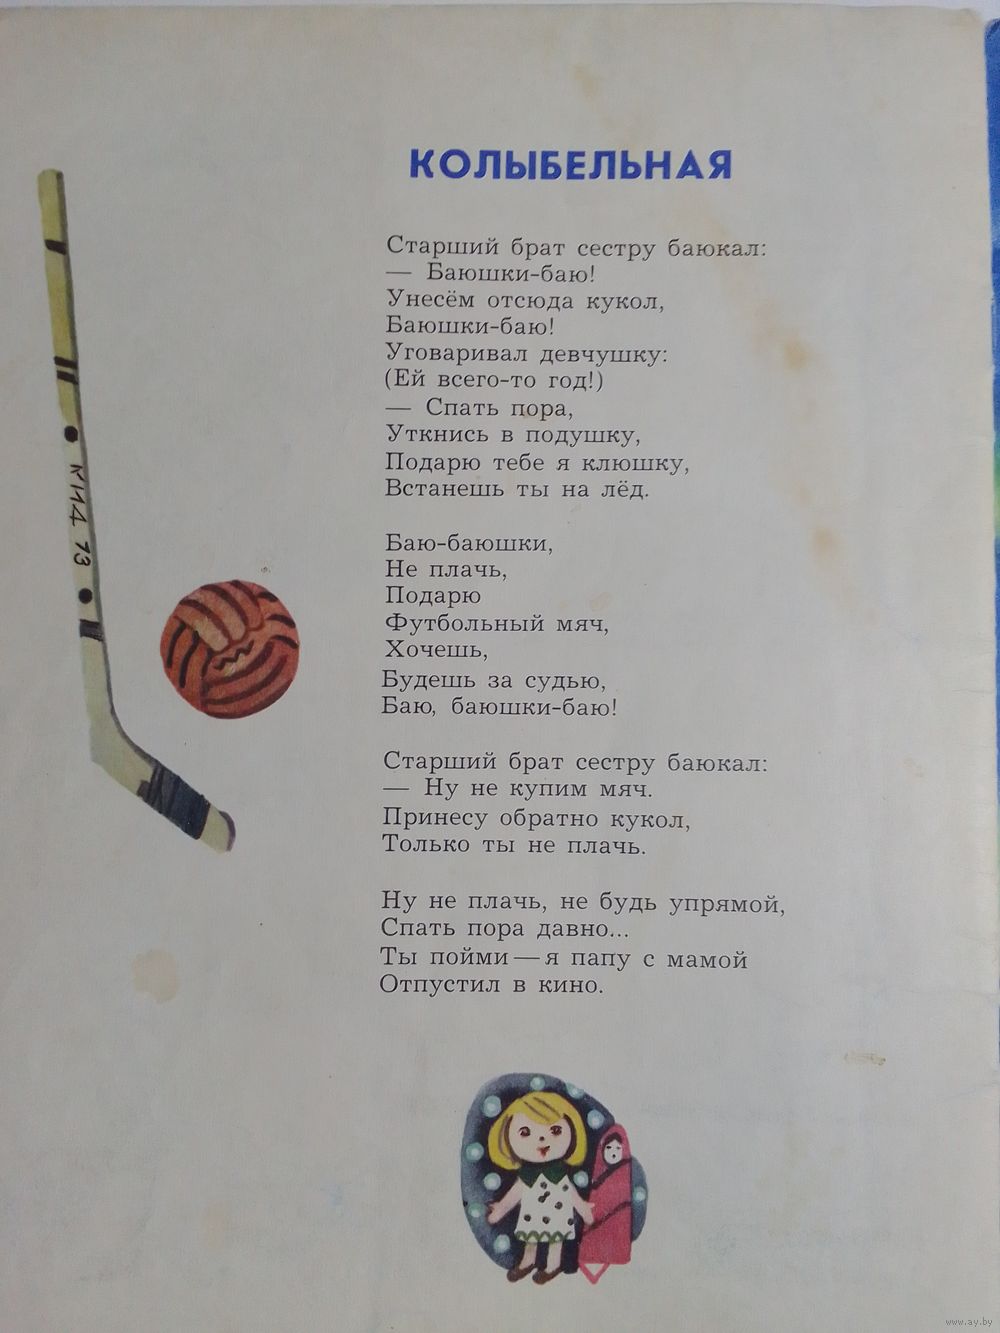 КОЛЫБЕЛЬНАЯ
Старший брат сестру баюкал:
— Баюшки-баю!
Унесём отсюда кукол,
Баюшки-баю!
Уговаривал девчушку:
(Ей всего-то год!)
— Спать пора,
Уткнись в подушку,
Подарю тебе я клюшку,
Встанешь ты на лёд.
Баю-баюшки,
Не плачь,
Подарю
Футбольный мяч,
Хочешь,
Будешь за судью,
Баю, баюшки-баю!
Старший брат сестру баюкал:
— Ну не купим мяч.
Принесу обратно кукол,
Только ты не плачь.
Ну не плачь, не будь упрямой,
Спать пора давно...
Ты пойми — я папу с мамой
Отпустил в кино.
КИД 73
www.ay.by